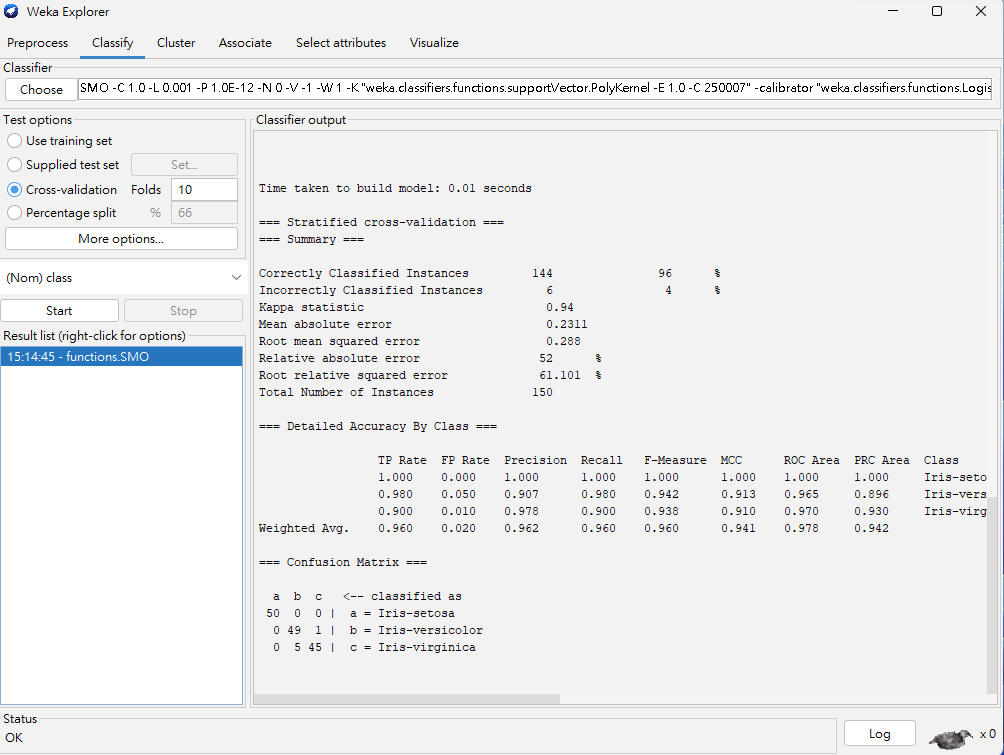 Weka Explorer
Preprocess Classify Cluster Associate Select attributes Visualize
Classifier
Choose SMO -C 1.0 -L 0.001 -P 1.0E-12 -N 0 -V -1 -W 1 -K "weka.classifiers.functions.supportVector.PolyKernel -E 1.0 -C 250007" -calibrator "weka.classifiers.functions.Logis
Test options
Use training set
Supplied test set Set...
Cross-validation Folds 10
Percentage split % 66
More options...
(Nom) class
Start Stop
Result list (right-click for options)
15:14:45 - functions.SMO
Classifier output
Time taken to build model: 0.01 seconds
=== Stratified cross-validation ===
=== Summary ===
Correctly Classified Instances 144 96 %
Incorrectly Classified Instances 6 4 %
Kappa statistic 0.94
Mean absolute error 0.2311
Root mean squared error 0.288
Relative absolute error 52 %
Root relative squared error 61.101 %
Total Number of Instances 150
=== Detailed Accuracy By Class ===
TP Rate FP Rate Precision Recall F-Measure MCC ROC Area PRC Area Class
1.000 0.000 1.000 1.000 1.000 1.000 1.000 1.000 Iris-seto
0.980 0.050 0.907 0.980 0.942 0.913 0.965 0.896 Iris-vers
0.900 0.010 0.978 0.900 0.938 0.910 0.970 0.930 Iris-virg
Weighted Avg. 0.960 0.020 0.962 0.960 0.960 0.941 0.978 0.942
=== Confusion Matrix ===
a b c <-- classified as
50 0 0 | a = Iris-setosa
0 49 1 | b = Iris-versicolor
0 5 45 | c = Iris-virginica
Status
OK
Log x 0